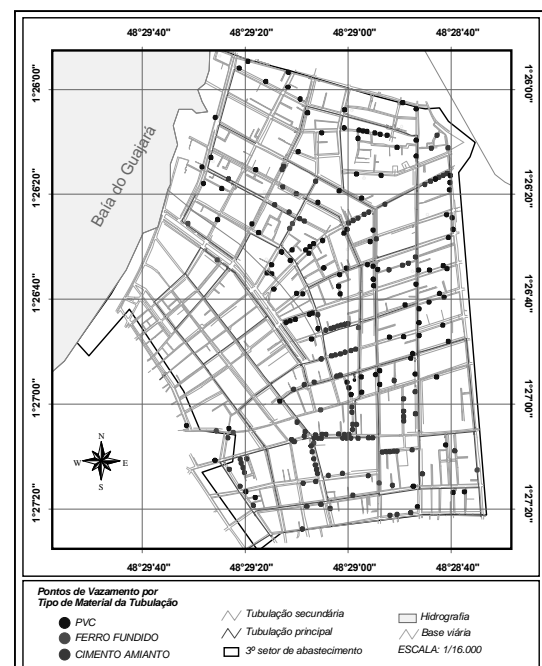 48°29'40" 48°29'20" 48°29'00" 48°28'40"
1°26'00" 1°26'00"
Baía do Guajará
1°26'20" 1°26'20"
1°26'40" 1°26'40"
1°27'00" 1°27'00"
N
W E
S
1°27'20" 1°27'20"
48°29'40" 48°29'20" 48°29'00" 48°28'40"
Pontos de Vazamento por
Tipo de Material da Tubulação
PVC
FERRO FUNDIDO
CIMENTO AMIANTO
Tubulação secundária
Tubulação principal
3º setor de abastecimento
Hidrografia
Base viária
ESCALA: 1/16.000